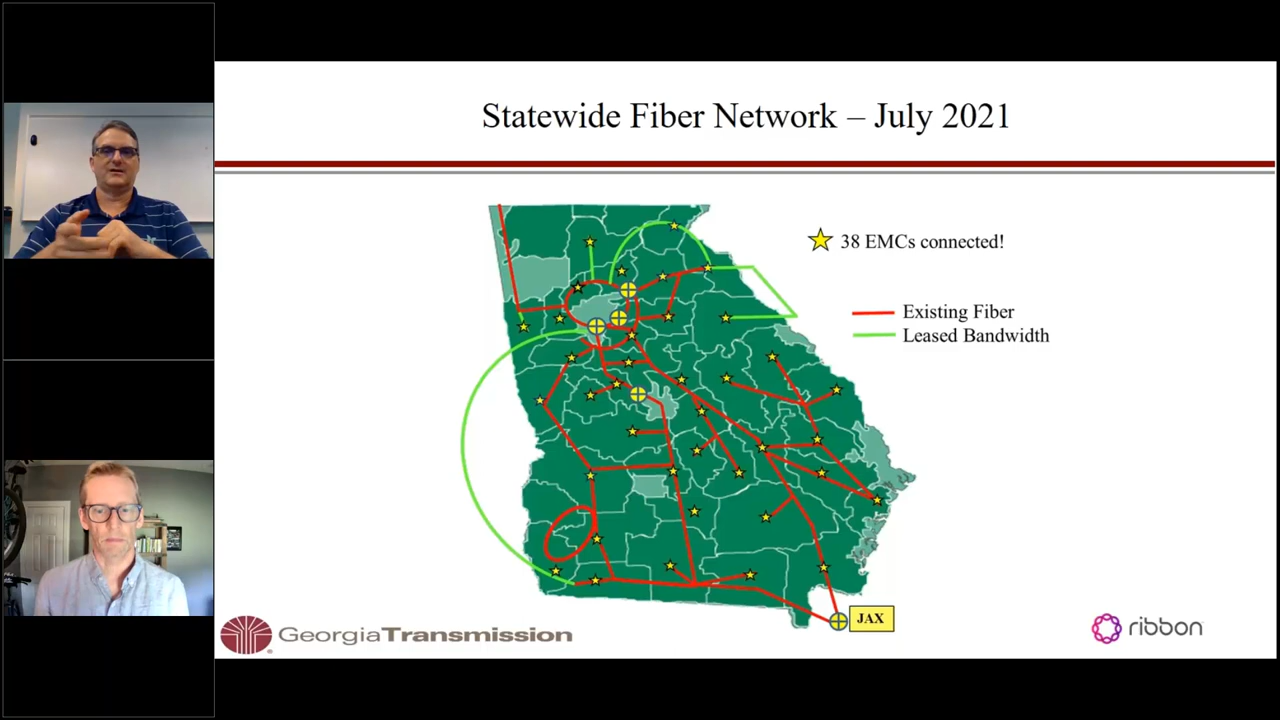 Statewide Fiber Network – July 2021
38 EMCs connected!
Existing Fiber
Leased Bandwidth
JAX
GeorgiaTransmission
ribbon